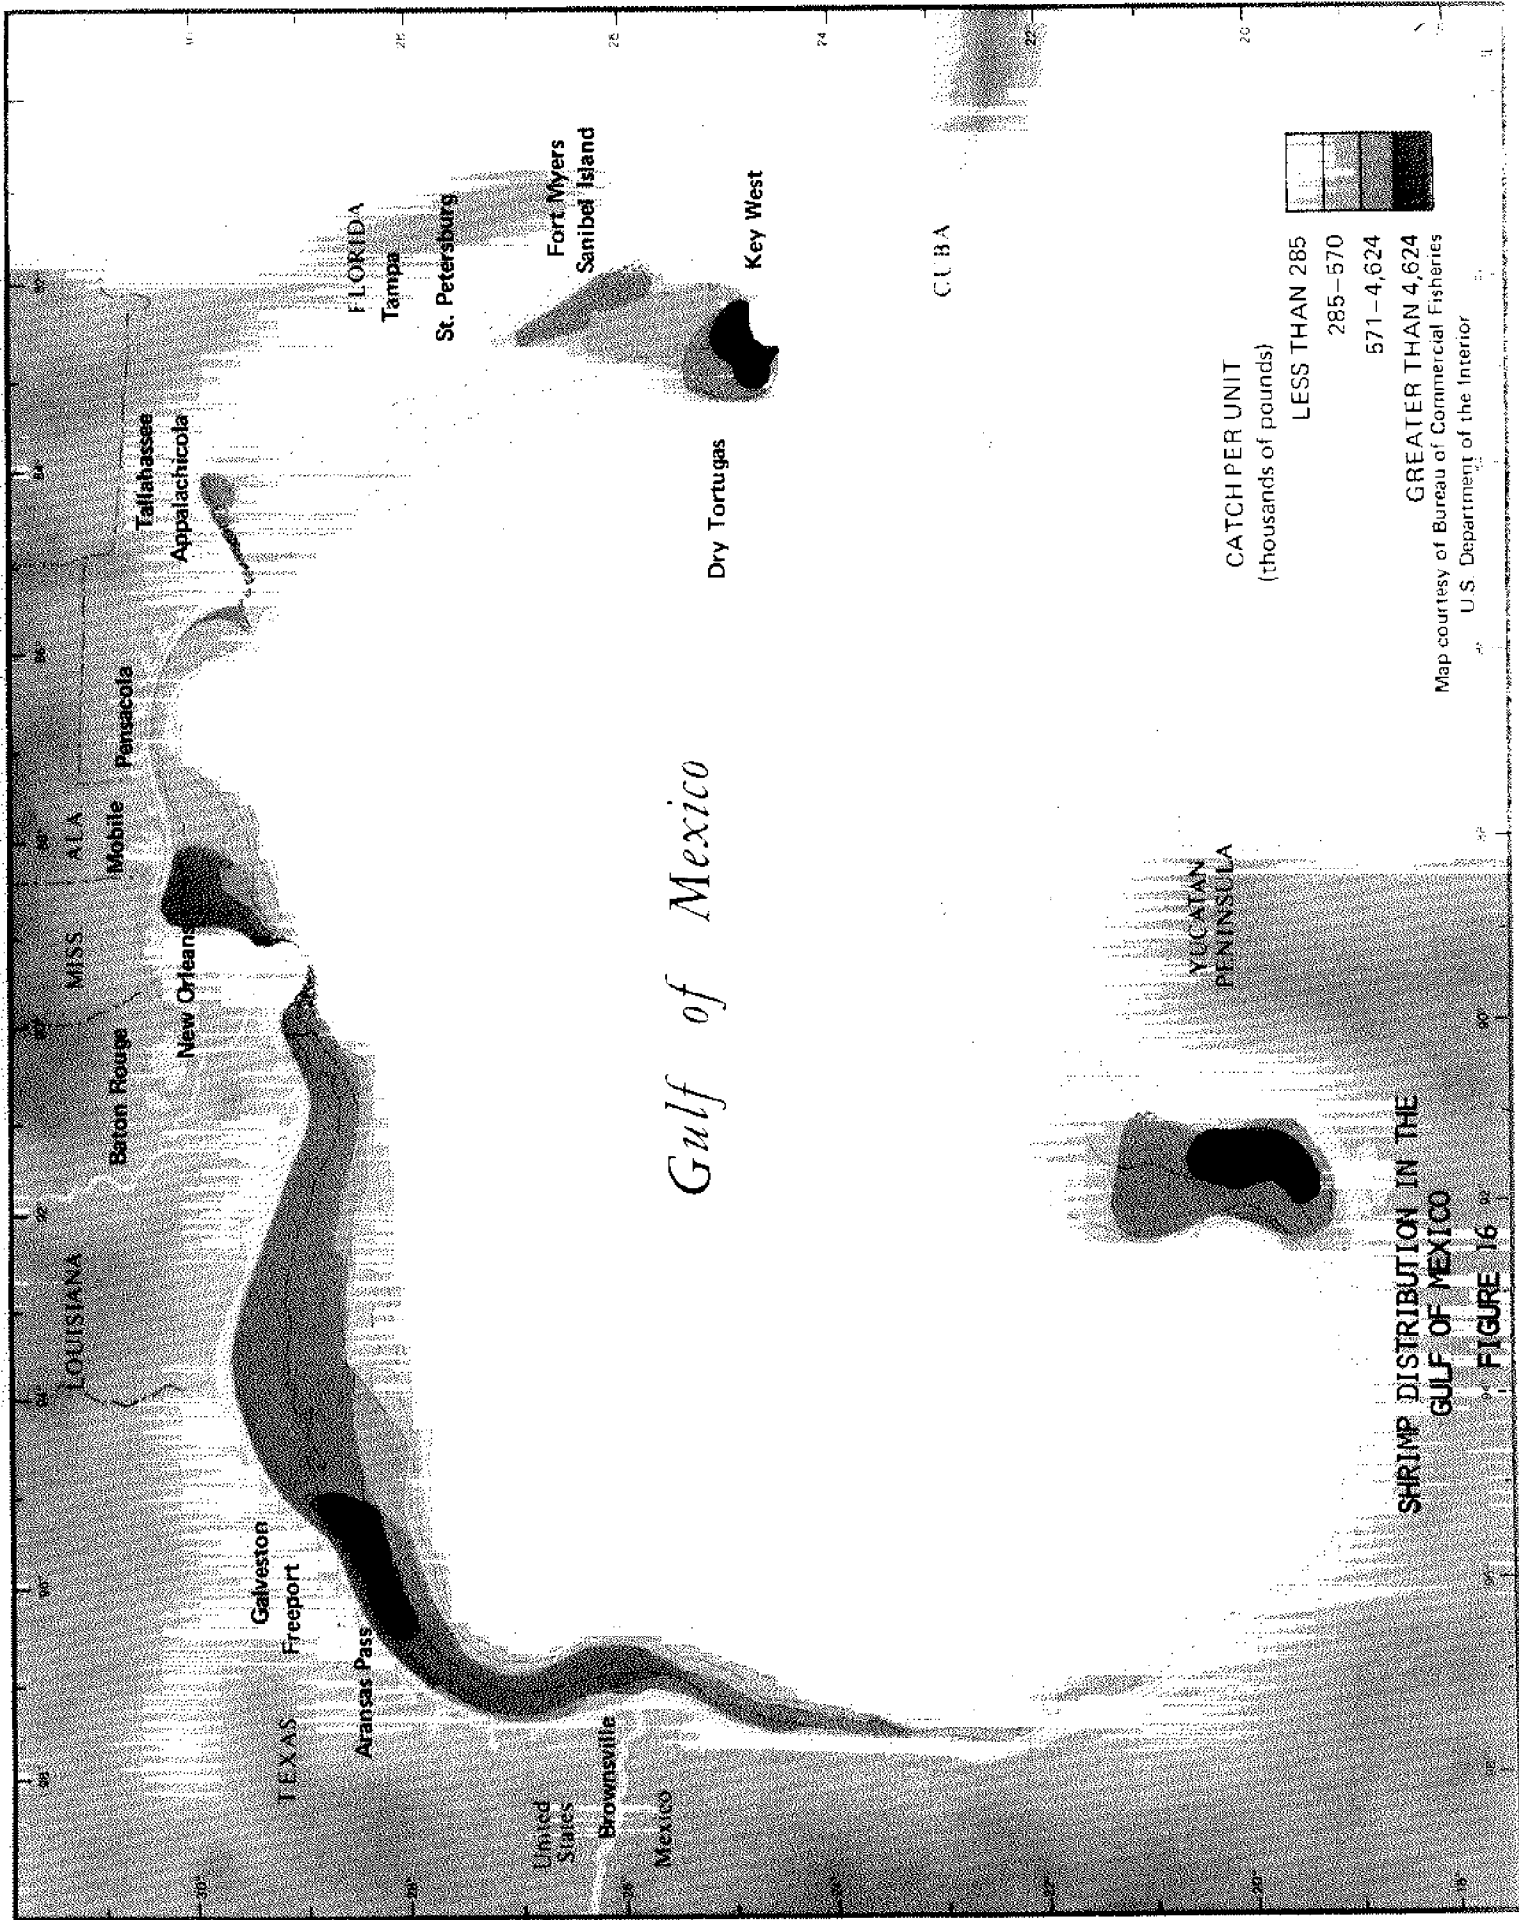 LOUISIANA
MISS
ALA
Baton Rouge
Mobile
Pensacola
Tallahassee
Appalachicola
New Orleans
Galveston
Freeport
TEXAS
Aransas Pass
FLORIDA
Tampa
St. Petersburg
Fort Myers
Sanibel Island
United
States
Brownsville
Mexico
Gulf of Mexico
Dry Tortugas
Key West
CUBA
YUCATAN
PENINSULA
CATCH PER UNIT
(thousands of pounds)
LESS THAN 285
285-570
571-4,624
GREATER THAN 4,624
Map courtesy of Bureau of Commercial Fisheries
U.S. Department of the Interior
SHRIMP DISTRIBUTION IN THE
GULF OF MEXICO
FIGURE 16